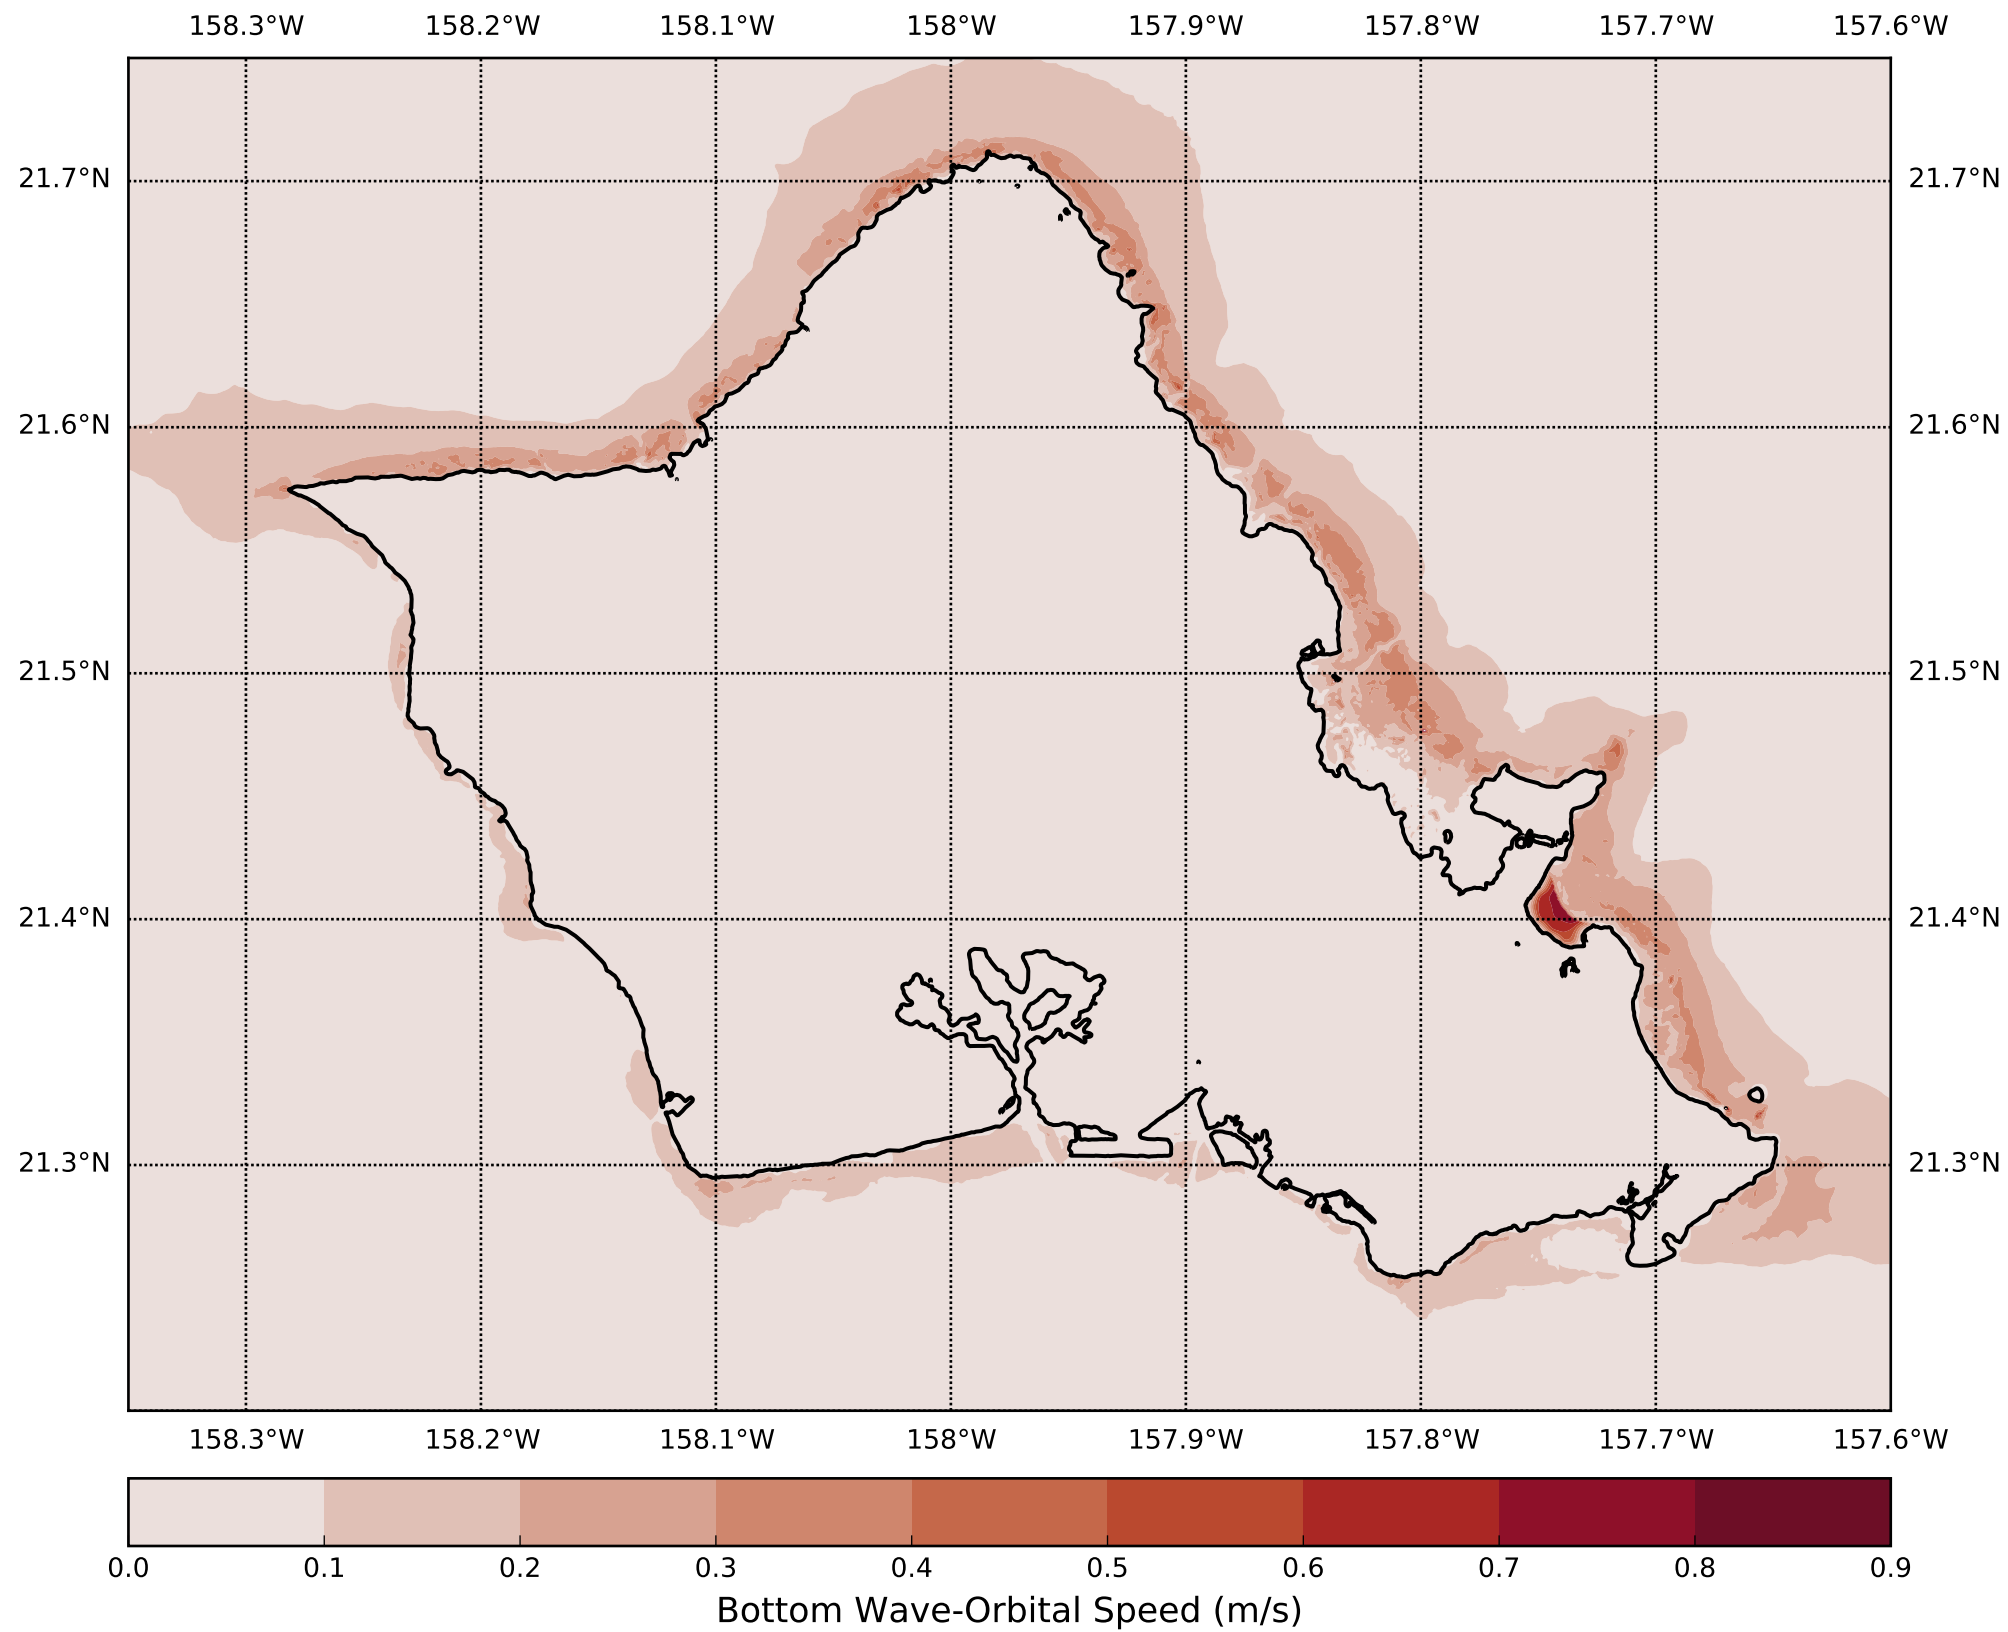 158.3°W 158.2°W 158.1°W 158°W 157.9°W 157.8°W 157.7°W 157.6°W
21.7°N 21.7°N
21.6°N 21.6°N
21.5°N 21.5°N
21.4°N 21.4°N
21.3°N 21.3°N
158.3°W 158.2°W 158.1°W 158°W 157.9°W 157.8°W 157.7°W 157.6°W
0.0 0.1 0.2 0.3 0.4 0.5 0.6 0.7 0.8 0.9
Bottom Wave-Orbital Speed (m/s)